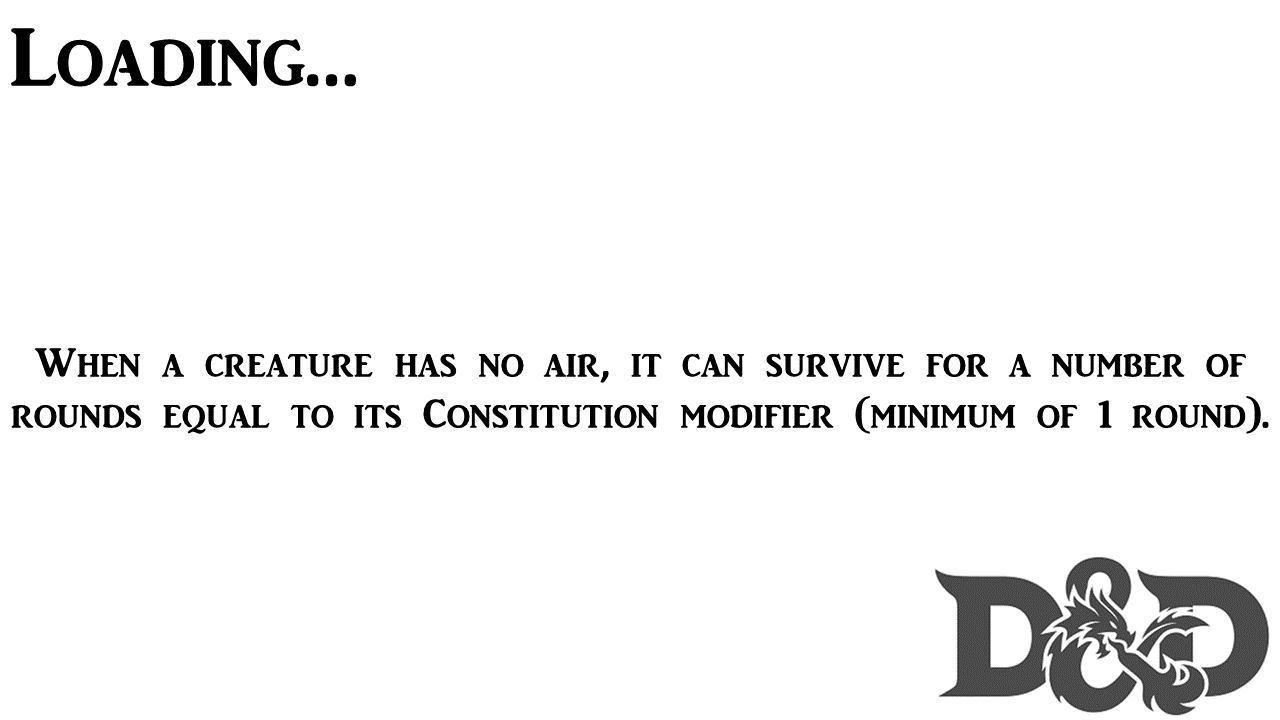 Loading...
When a creature has no air, it can survive for a number of
rounds equal to its Constitution modifier (minimum of 1 round).
D&D